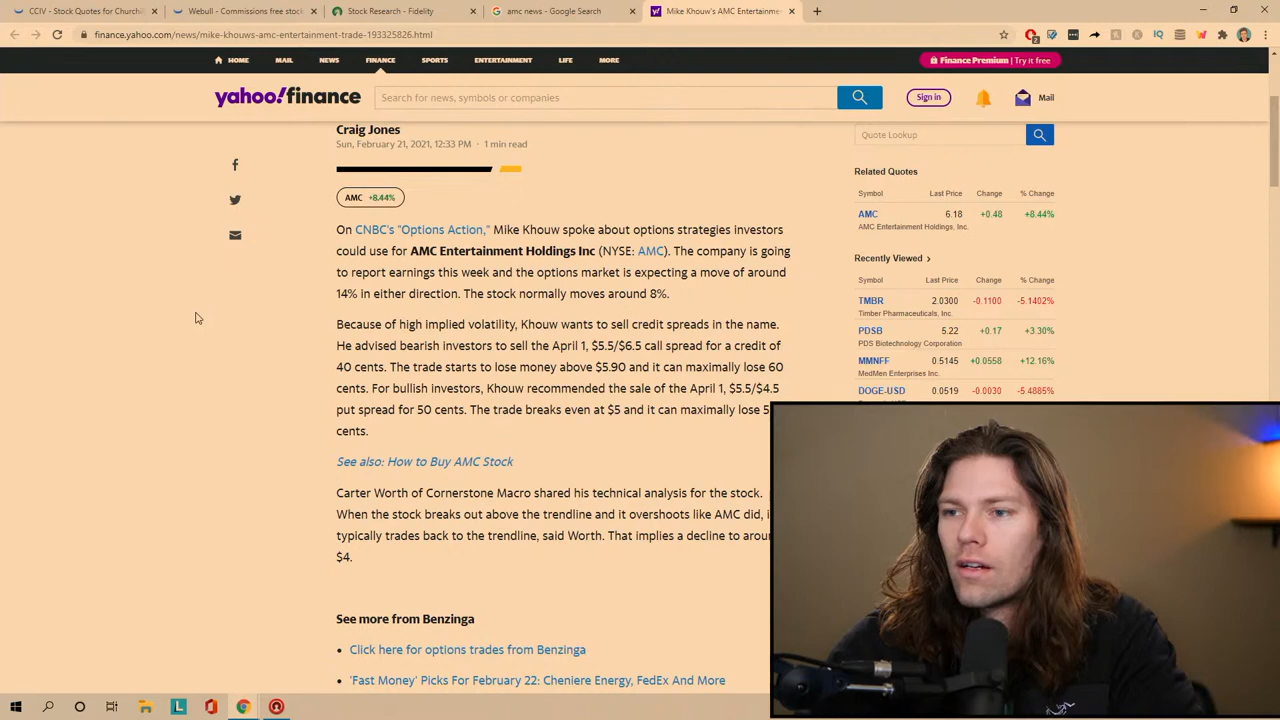 CCIV - Stock Quotes for Churchil
Webull - Commissions free stock
Stock Research - Fidelity
amc news - Google Search
Mike Khouw's AMC Entertainme
finance.yahoo.com/news/mike-khouws-amc-entertainment-trade-193325826.html
HOME MAIL NEWS FINANCE SPORTS ENTERTAINMENT LIFE MORE
Finance Premium | Try it free
yahoo!finance
Search for news, symbols or companies
Sign in
Mail
Craig Jones
Sun, February 21, 2021, 12:33 PM · 1 min read
AMC +8.44%
On CNBC's "Options Action," Mike Khouw spoke about options strategies investors
could use for AMC Entertainment Holdings Inc (NYSE: AMC). The company is going
to report earnings this week and the options market is expecting a move of around
14% in either direction. The stock normally moves around 8%.
Because of high implied volatility, Khouw wants to sell credit spreads in the name.
He advised bearish investors to sell the April 1, $5.5/$6.5 call spread for a credit of
40 cents. The trade starts to lose money above $5.90 and it can maximally lose 60
cents. For bullish investors, Khouw recommended the sale of the April 1, $5.5/$4.5
put spread for 50 cents. The trade breaks even at $5 and it can maximally lose 5
cents.
See also: How to Buy AMC Stock
Carter Worth of Cornerstone Macro shared his technical analysis for the stock.
When the stock breaks out above the trendline and it overshoots like AMC did, i
typically trades back to the trendline, said Worth. That implies a decline to arou
$4.
See more from Benzinga
• Click here for options trades from Benzinga
• 'Fast Money' Picks For February 22: Cheniere Energy, FedEx And More
Quote Lookup
Related Quotes
Symbol Last Price Change % Change
AMC 6.18 +0.48 +8.44%
AMC Entertainment Holdings, Inc.
Recently Viewed
Symbol Last Price Change % Change
TMBR 2.0300 -0.1100 -5.1402%
Timber Pharmaceuticals, Inc.
PDSB 5.22 +0.17 +3.30%
PDS Biotechnology Corporation
MMNFF 0.5145 +0.0558 +12.16%
MedMen Enterprises Inc.
DOGE-USD 0.0519 -0.0030 -5.4885%